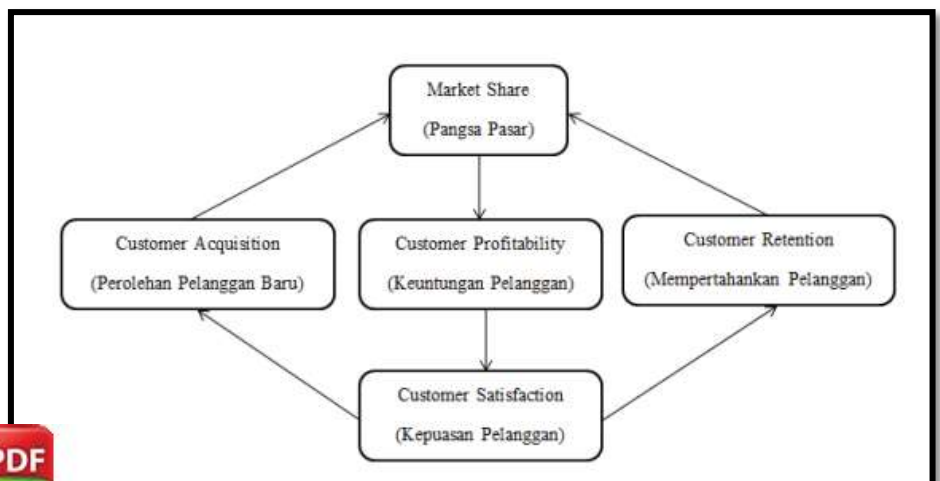 Market Share
(Pangsa Pasar)
Customer Acquisition
(Perolehan Pelanggan Baru)
Customer Profitability
(Keuntungan Pelanggan)
Customer Retention
(Mempertahankan Pelanggan)
Customer Satisfaction
(Kepuasan Pelanggan)
PDF